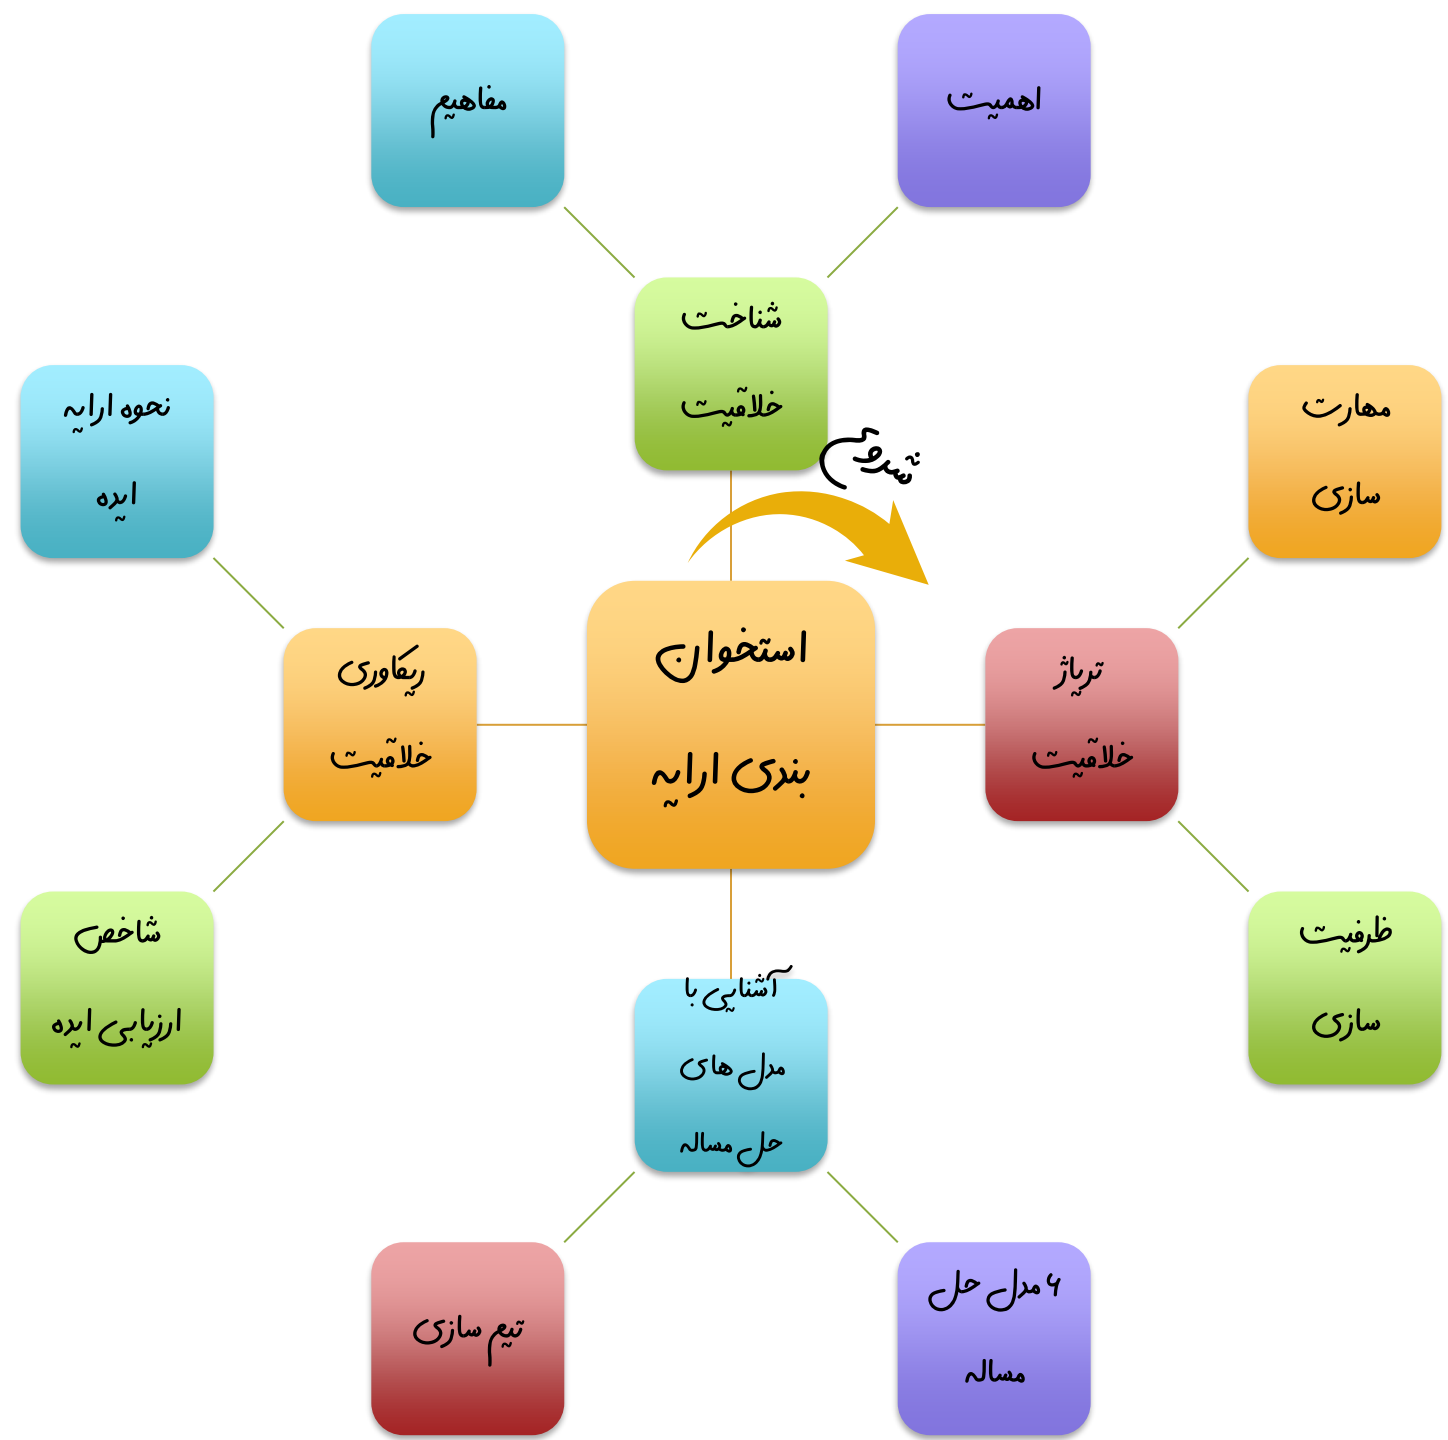 اهمیت
مفاهیم
شناخت
خلاقیت
شروع
مهارت
سازی
نحوه ارایه
ایده
استخوان
بندی ارایه
تریاژ
خلاقیت
ریکاوری
خلاقیت
ظرفیت
سازی
شاخص
ارزیابی ایده
آشنایی با
مدل های
حل مساله
۶ مدل حل
مساله
تیم سازی